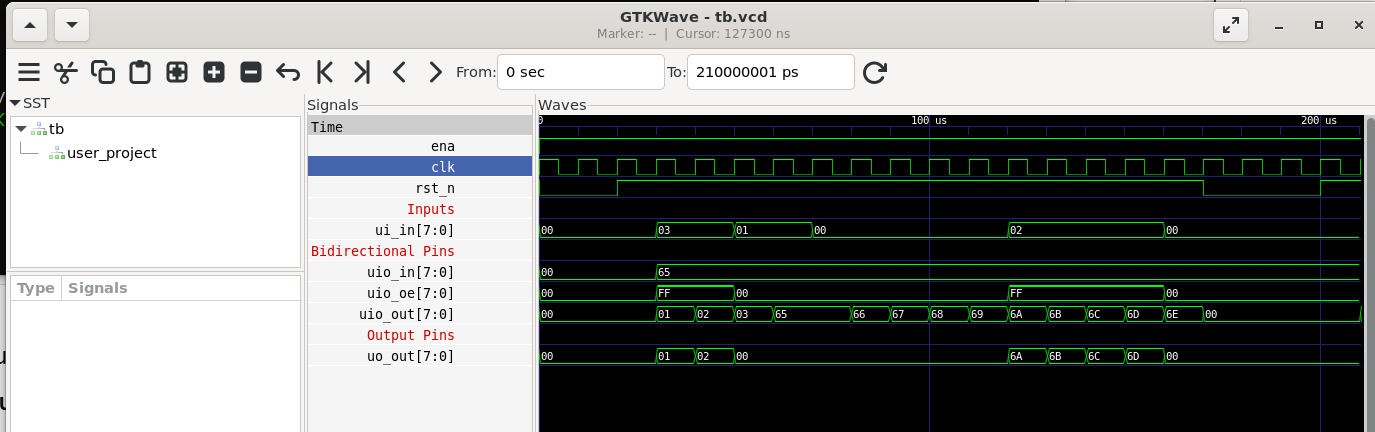 GTKWave - tb.vcd
Marker: -- | Cursor: 127300 ns
From: 0 sec To: 210000001 ps
SST
tb
user_project
Type Signals
Signals
Time
ena
clk
rst_n
Inputs
ui_in[7:0]
Bidirectional Pins
uio_in[7:0]
uio_oe[7:0]
uio_out[7:0]
Output Pins
uo_out[7:0]
Waves
0 100 us 200 us
00 03 01 00 02 00
00 65
00 FF 00 FF 00
00 01 02 03 65 66 67 68 69 6A 6B 6C 6D 6E 00
00 01 02 00 6A 6B 6C 6D 00